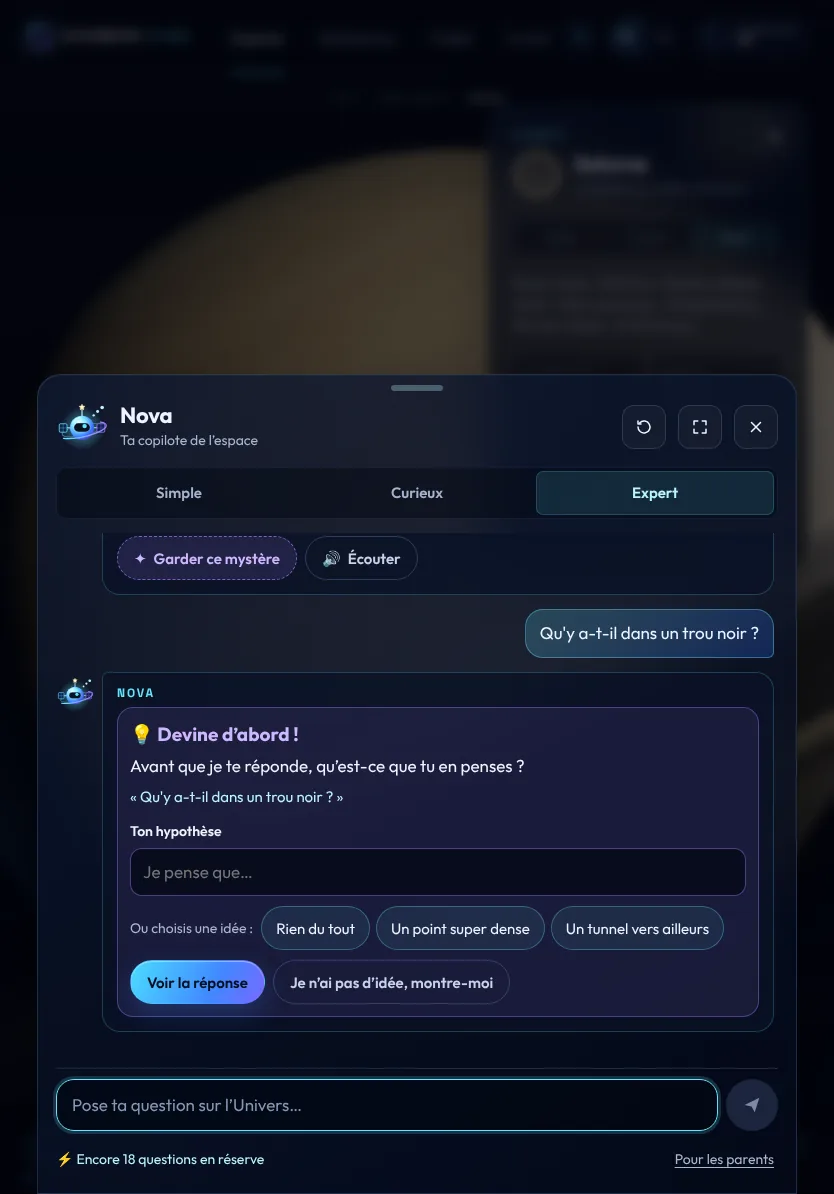 Nova
Ta copilote de l'espace
Simple
Curieux
Expert
✦ Garder ce mystère
🔊 Écouter
Qu'y a-t-il dans un trou noir ?
NOVA
💡 Devine d’abord !
Avant que je te réponde, qu’est-ce que tu en penses ?
« Qu'y a-t-il dans un trou noir ? »
Ton hypothèse
Je pense que…
Ou choisis une idée :
Rien du tout
Un point super dense
Un tunnel vers ailleurs
Voir la réponse
Je n’ai pas d’idée, montre-moi
Pose ta question sur l’Univers…
⚡ Encore 18 questions en réserve
Pour les parents